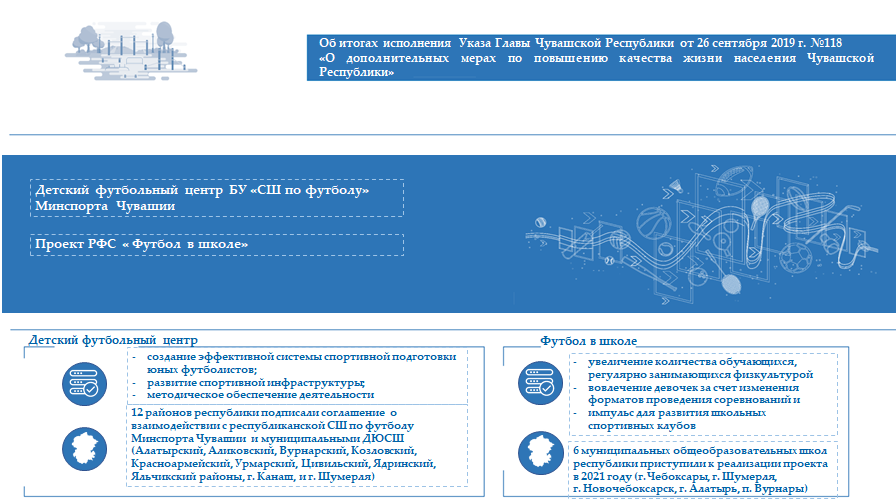 Об итогах исполнения Указа Главы Чувашской Республики от 26 сентября 2019 г. №118
«О дополнительных мерах по повышению качества жизни населения Чувашской
Республики»
Детский футбольный центр БУ «СШ по футболу»
Минспорта Чувашии
Проект РФС « Футбол в школе»
Детский футбольный центр
- создание эффективной системы спортивной подготовки
юных футболистов;
- развитие спортивной инфраструктуры;
- методическое обеспечение деятельности
12 районов республики подписали соглашение о
взаимодействии с республиканской СШ по футболу
Минспорта Чувашии и муниципальными ДЮСШ
(Алатырский, Аликовский, Вурнарский, Козловский,
Красноармейский, Урмарский, Цивильский, Ядринский,
Яльчикский районы, г. Канаш, и г. Шумерля)
Футбол в школе
- увеличение количества обучающихся,
регулярно занимающихся физкультурой
- вовлечение девочек за счет изменения
форматов проведения соревнований и
- импульс для развития школьных
спортивных клубов
6 муниципальных общеобразовательных школ
республики приступили к реализации проекта
в 2021 году (г. Чебоксары, г. Шумерля,
г. Новочебоксарск, г. Алатырь, п. Вурнары)